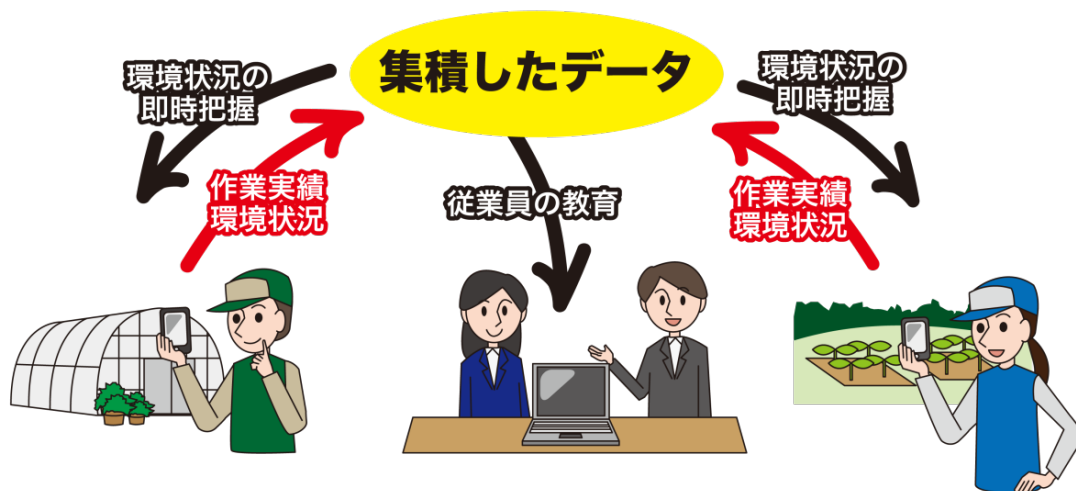 集積したデータ
環境状況の
即時把握
作業実績
環境状況
従業員の教育
環境状況の
即時把握
作業実績
環境状況